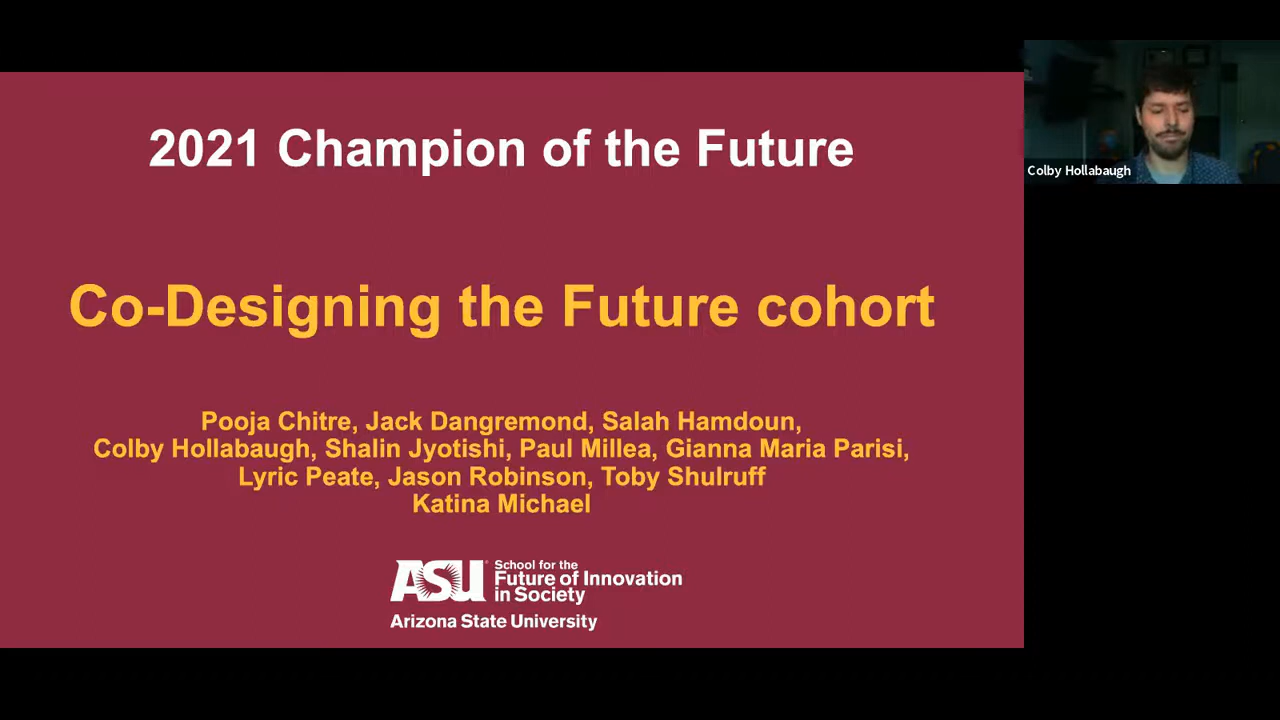 2021 Champion of the Future
Colby Hollabaugh
Co-Designing the Future cohort
Pooja Chitre, Jack Dangremond, Salah Hamdoun,
Colby Hollabaugh, Shalin Jyotishi, Paul Millea, Gianna Maria Parisi,
Lyric Peate, Jason Robinson, Toby Shulruff
Katina Michael
ASU School for the
Future of Innovation
in Society
Arizona State University